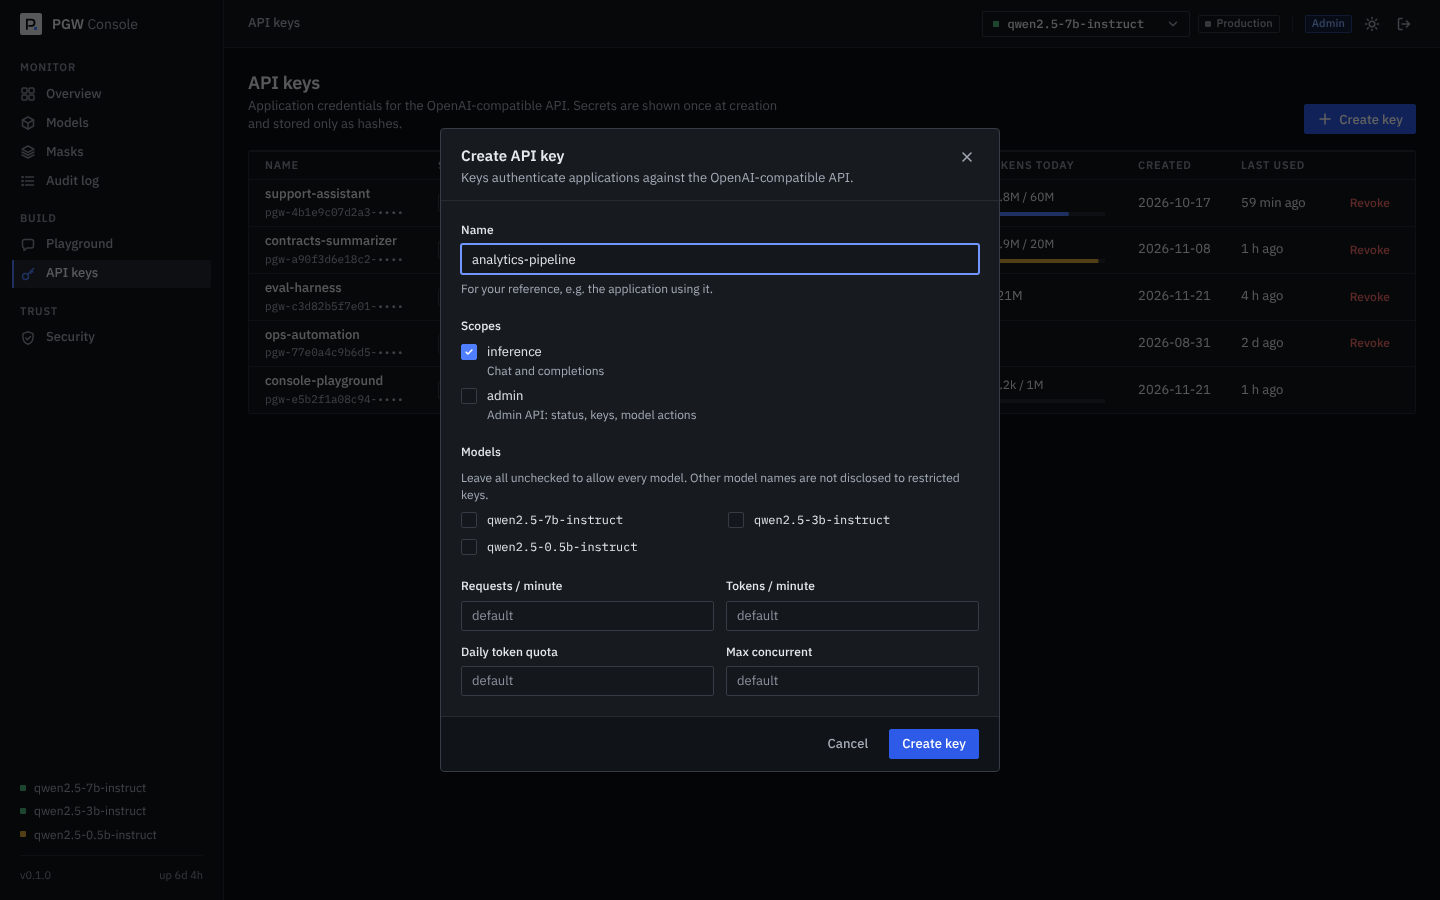 PGW Console
API keys
qwen2.5-7b-instruct
Production
Admin
MONITOR
Overview
Models
Masks
Audit log
BUILD
Playground
API keys
TRUST
Security
qwen2.5-7b-instruct
qwen2.5-3b-instruct
qwen2.5-0.5b-instruct
v0.1.0
up 6d 4h
API keys
Application credentials for the OpenAI-compatible API. Secrets are shown once at creation
and stored only as hashes.
Create key
NAME
TODAY CREATED LAST USED
support-assistant
pgw-4b1e9c07d2a3-••••
.8M / 60M 2026-10-17 59 min ago Revoke
contracts-summarizer
pgw-a90f3d6e18c2-••••
.9M / 20M 2026-11-08 1 h ago Revoke
eval-harness
pgw-c3d82b5f7e01-••••
21M 2026-11-21 4 h ago Revoke
ops-automation
pgw-77e0a4c9b6d5-••••
2026-08-31 2 d ago Revoke
console-playground
pgw-e5b2f1a08c94-••••
.2k / 1M 2026-11-21 1 h ago
Create API key
Keys authenticate applications against the OpenAI-compatible API.
Name
analytics-pipeline
For your reference, e.g. the application using it.
Scopes
inference
Chat and completions
admin
Admin API: status, keys, model actions
Models
Leave all unchecked to allow every model. Other model names are not disclosed to restricted
keys.
qwen2.5-7b-instruct qwen2.5-3b-instruct
qwen2.5-0.5b-instruct
Requests / minute Tokens / minute
default default
Daily token quota Max concurrent
default default
Cancel Create key